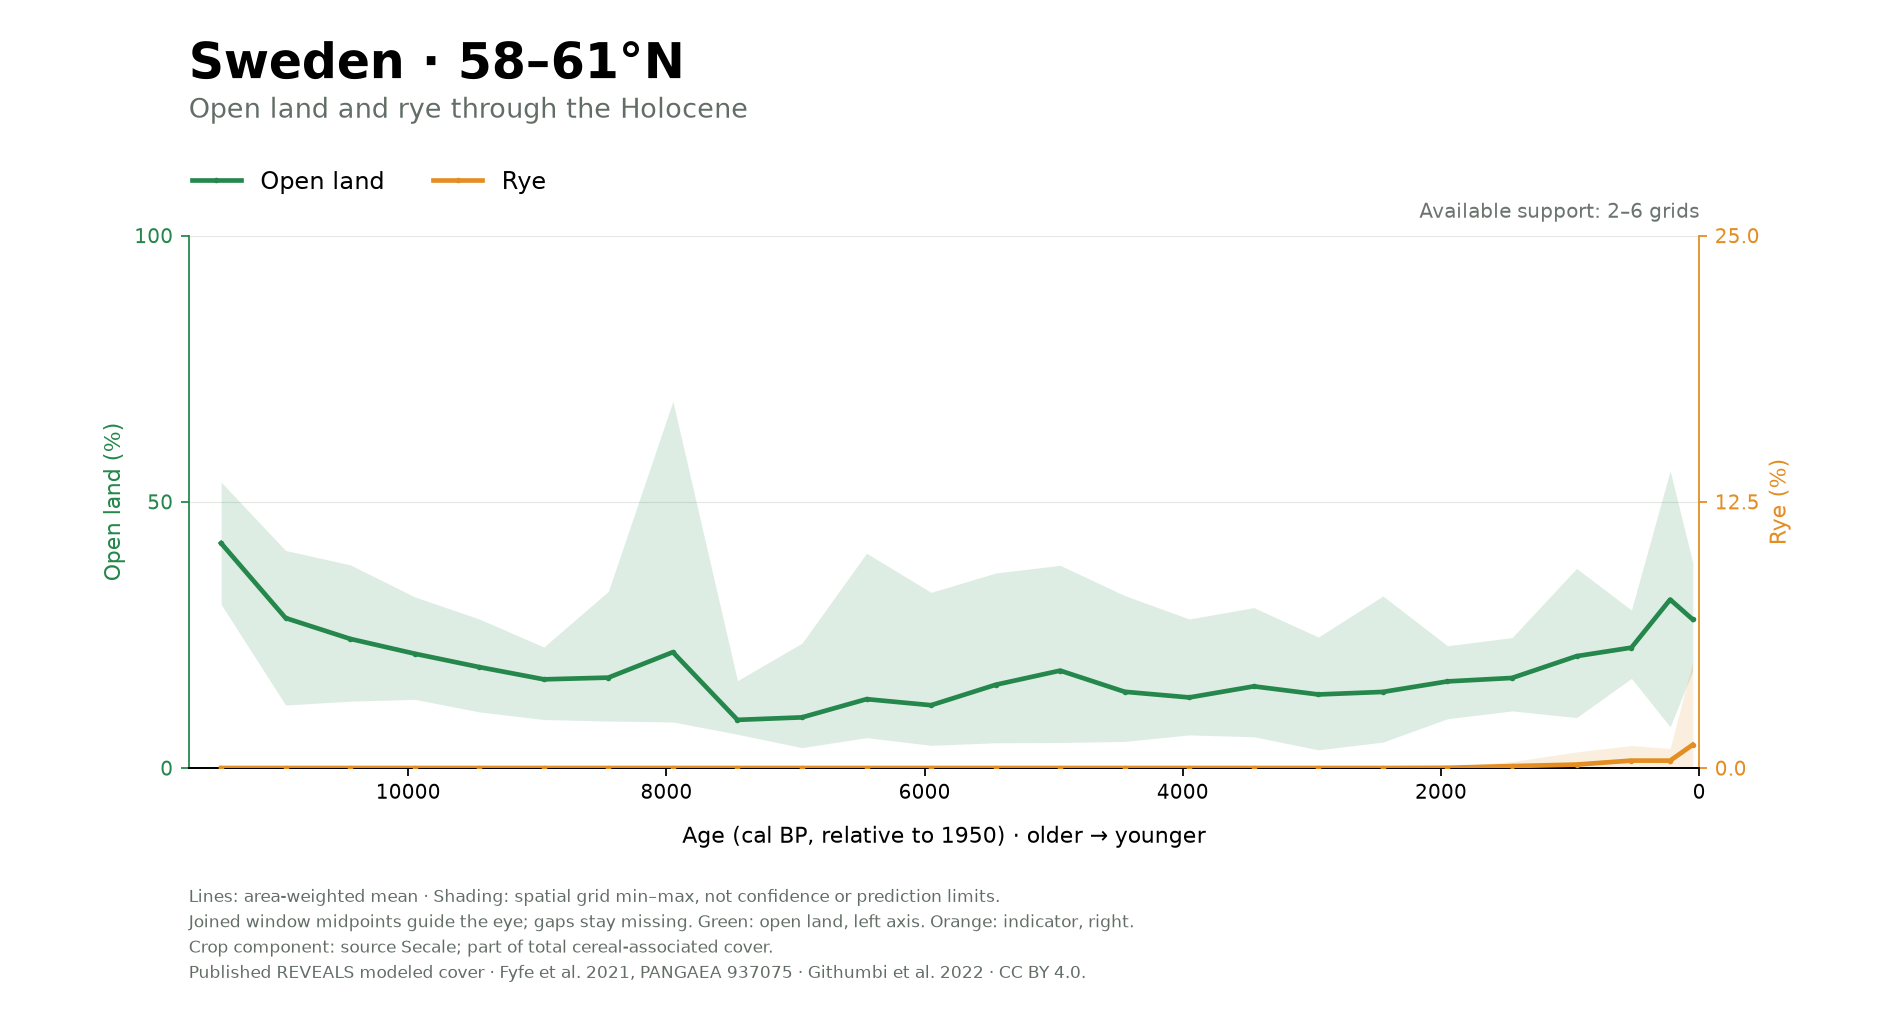 Sweden · 58–61°N
Open land and rye through the Holocene
Open land
Rye
Available support: 2–6 grids
100
50
0
Open land (%)
25.0
12.5
0.0
Rye (%)
10000
8000
6000
4000
2000
0
Age (cal BP, relative to 1950) · older → younger
Lines: area-weighted mean · Shading: spatial grid min–max, not confidence or prediction limits.
Joined window midpoints guide the eye; gaps stay missing. Green: open land, left axis. Orange: indicator, right.
Crop component: source Secale; part of total cereal-associated cover.
Published REVEALS modeled cover · Fyfe et al. 2021, PANGAEA 937075 · Githumbi et al. 2022 · CC BY 4.0.